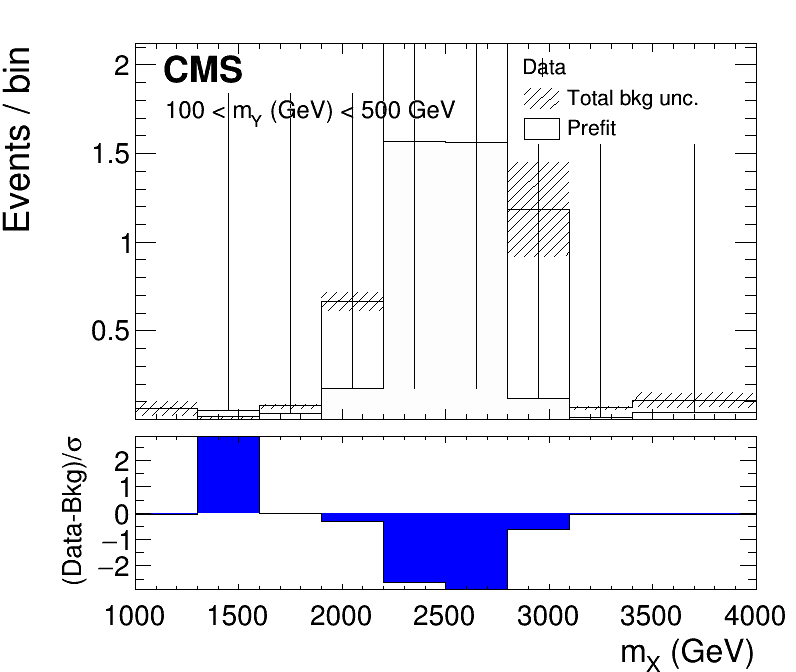 CMS
100 < mY (GeV) < 500 GeV
Data
Total bkg unc.
Prefit
Events / bin
2
1.5
1
0.5
(Data-Bkg)/σ
2
1
0
−1
−2
1000 1500 2000 2500 3000 3500 4000
mX (GeV)